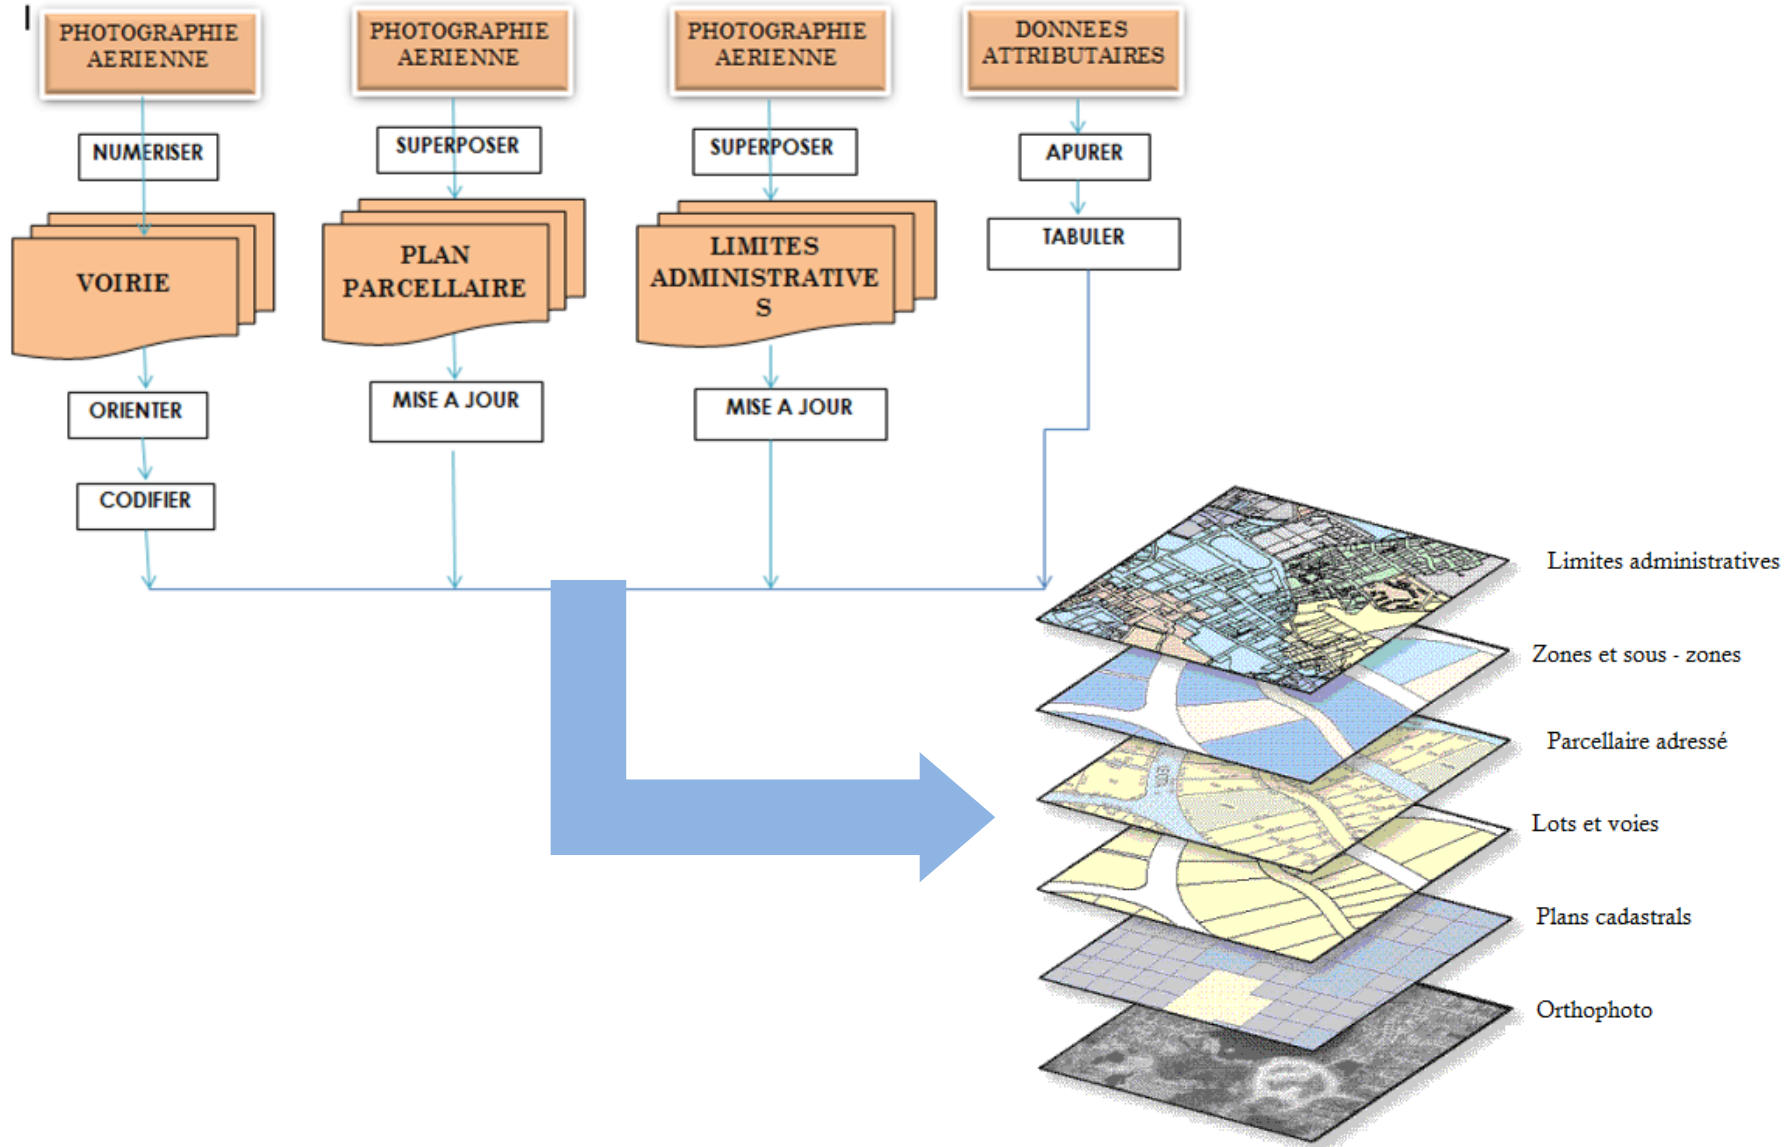 PHOTOGRAPHIE
AERIENNE
PHOTOGRAPHIE
AERIENNE
PHOTOGRAPHIE
AERIENNE
DONNEES
ATTRIBUTAIRES
NUMERISER
SUPERPOSER
SUPERPOSER
APURER
TABULER
VOIRIE
PLAN
PARCELLAIRE
LIMITES
ADMINISTRATIVE
S
ORIENTER
MISE A JOUR
MISE A JOUR
CODIFIER
Limites administratives
Zones et sous - zones
Parcellaire adressé
Lots et voies
Plans cadastrals
Orthophoto